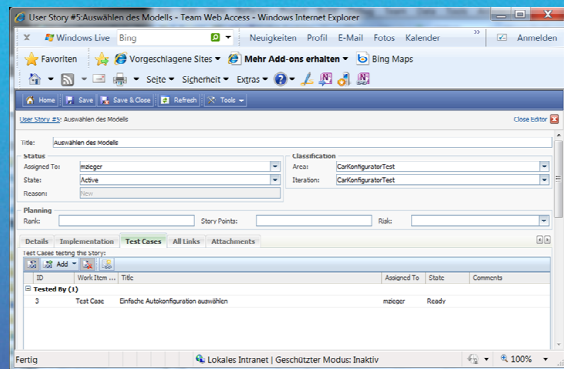 User Story #5:Auswählen des Modells - Team Web Access - Windows Internet Explorer
Windows Live Bing Neuigkeiten Profil E-Mail Fotos Kalender » Anmelden
Favoriten Vorgeschlagene Sites Mehr Add-ons erhalten Bing Maps
Seite Sicherheit Extras
Home Save Save & Close Refresh Tools
User Story #5: Auswählen des Modells Close Editor
Title: Auswählen des Modells
Status Classification
Assigned To: mzieger Area: CarKonfiguratorTest
State: Active Iteration: CarKonfiguratorTest
Reason: New
Planning
Rank: Story Points: Risk:
Details Implementation Test Cases All Links Attachments
Test Cases testing the Story:
Add
ID Work Item ... Title Assigned To State Comments
Tested By (1)
3 Test Case Einfache Autokonfiguration auswählen mzieger Ready
Fertig Lokales Intranet | Geschützter Modus: Inaktiv 100%